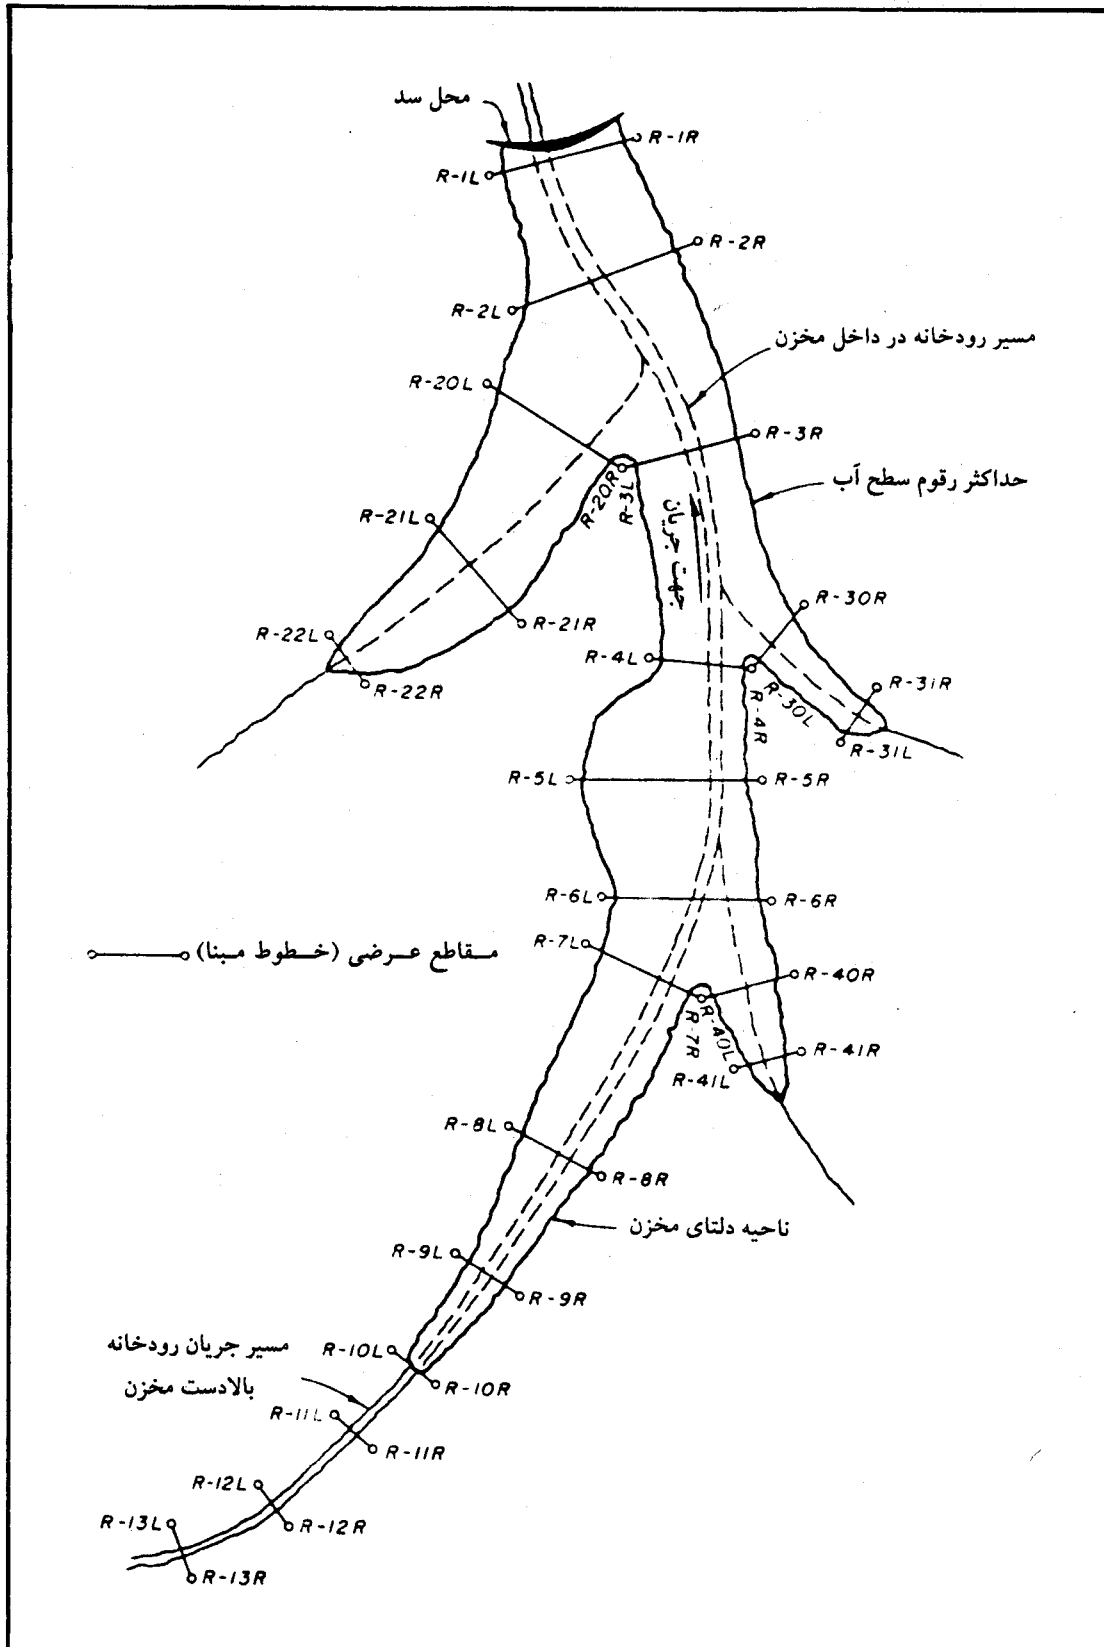 محل سد
R-1R
R-1L
R-2R
R-2L
مسیر رودخانه در داخل مخزن
R-20L
R-3R
R-20R
R-3L
حداکثر رقوم سطح آب
جهت جریان
R-21L
R-21R
R-30R
R-22L
R-22R
R-4L
R-4R
R-30L
R-31R
R-31L
R-5L
R-5R
R-6L
R-6R
R-7L
مقاطع عرضی (خطوط مبنا)
R-40R
R-7R
R-40L
R-41R
R-41L
R-8L
R-8R
ناحیه دلتای مخزن
R-9L
R-9R
مسیر جریان رودخانه
بالادست مخزن
R-10L
R-10R
R-11L
R-11R
R-12L
R-12R
R-13L
R-13R